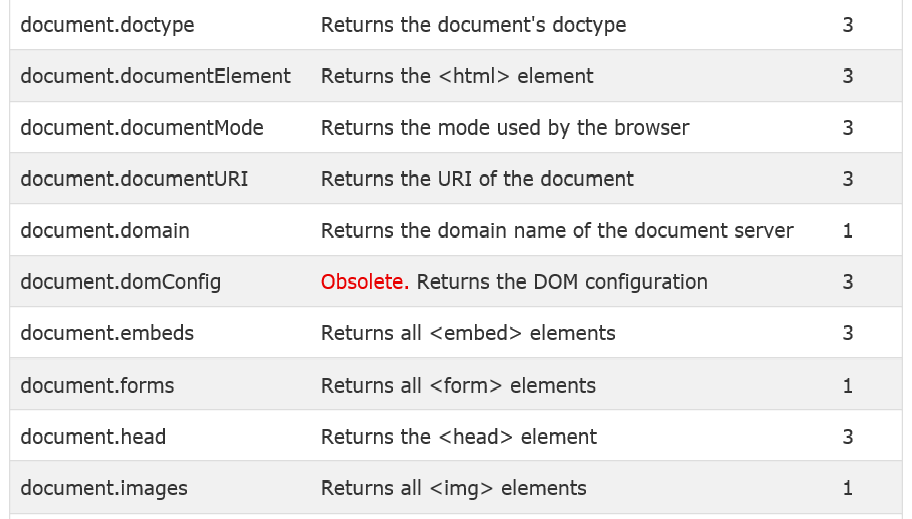 document.doctype Returns the document's doctype 3
document.documentElement Returns the <html> element 3
document.documentMode Returns the mode used by the browser 3
document.documentURI Returns the URI of the document 3
document.domain Returns the domain name of the document server 1
document.domConfig Obsolete. Returns the DOM configuration 3
document.embeds Returns all <embed> elements 3
document.forms Returns all <form> elements 1
document.head Returns the <head> element 3
document.images Returns all <img> elements 1